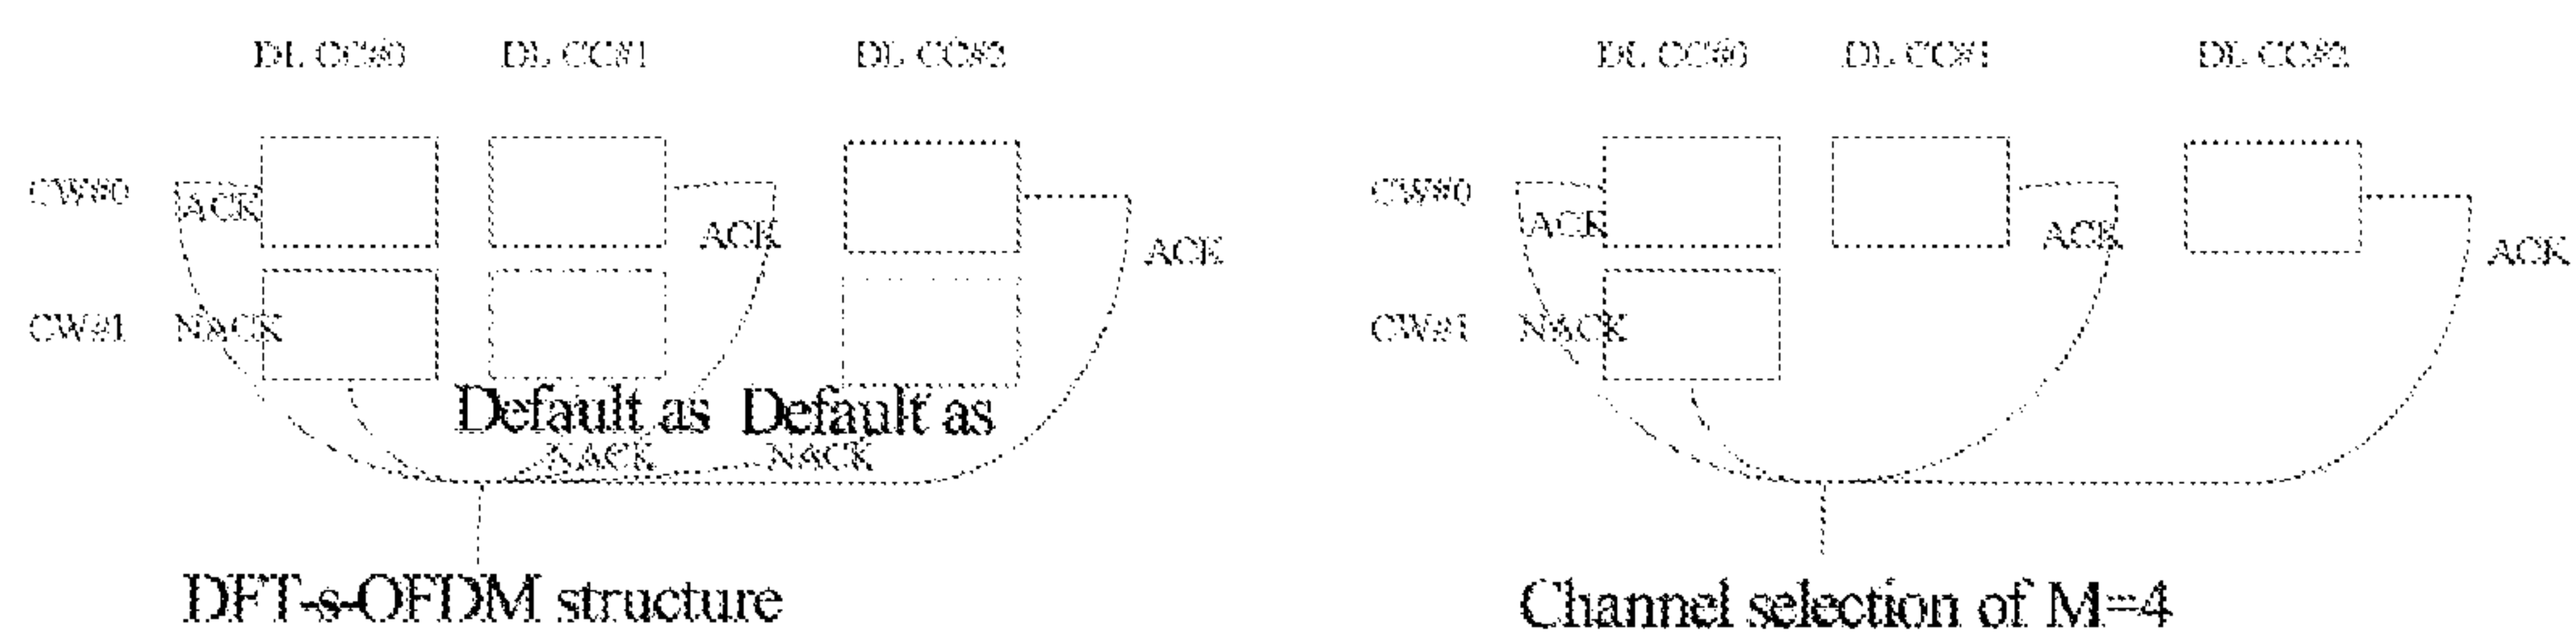 DL CC#0 DL CC#1 DL CC#2
CW#0 ACK ACK ACK
CW#1 NACK
Default as Default as
NACK NACK
DFT-s-OFDM structure
DL CC#0 DL CC#1 DL CC#2
CW#0 ACK ACK ACK
CW#1 NACK
Channel selection of M=4